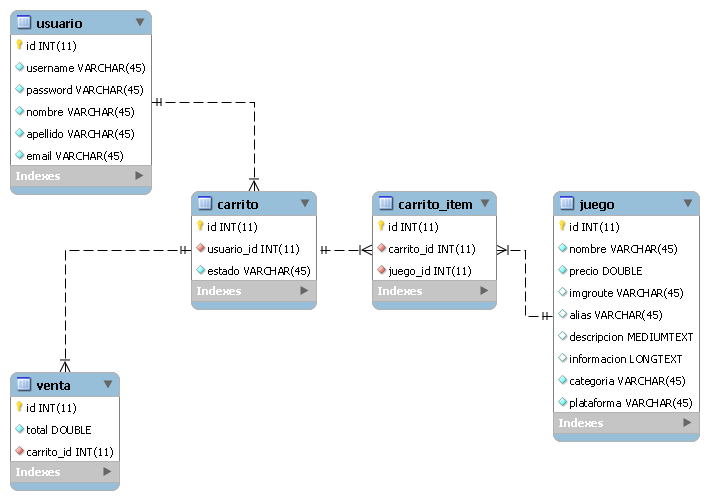 usuario
id INT(11)
username VARCHAR(45)
password VARCHAR(45)
nombre VARCHAR(45)
apellido VARCHAR(45)
email VARCHAR(45)
Indexes
carrito
id INT(11)
usuario_id INT(11)
estado VARCHAR(45)
Indexes
carrito_item
id INT(11)
carrito_id INT(11)
juego_id INT(11)
Indexes
juego
id INT(11)
nombre VARCHAR(45)
precio DOUBLE
imgroute VARCHAR(45)
alias VARCHAR(45)
descripcion MEDIUMTEXT
informacion LONGTEXT
categoria VARCHAR(45)
plataforma VARCHAR(45)
Indexes
venta
id INT(11)
total DOUBLE
carrito_id INT(11)
Indexes